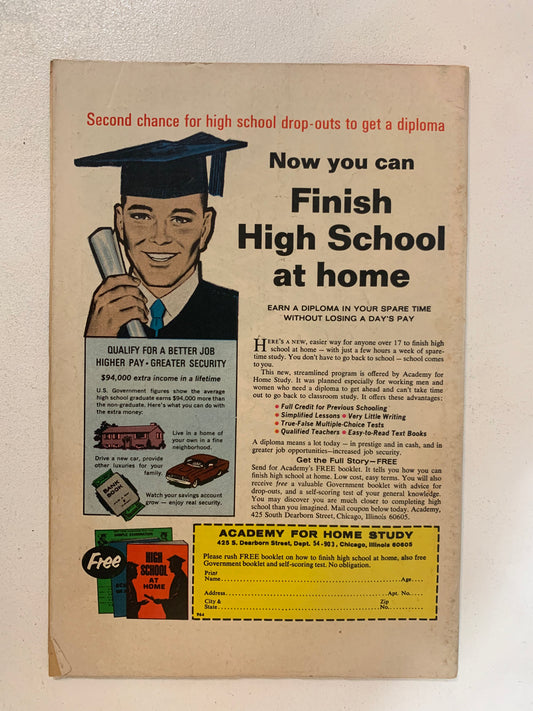 Second chance for high school drop-outs to get a diploma
Now you can
Finish
High School
at home
EARN A DIPLOMA IN YOUR SPARE TIME
WITHOUT LOSING A DAY'S PAY
QUALIFY FOR A BETTER JOB
HIGHER PAY • GREATER SECURITY
$94,000 extra income in a lifetime
U.S. Government figures show the average
high school graduate earns $94,000 more than
the non-graduate. Here's what you can do with
the extra money:
Live in a home of
your own in a fine
neighborhood.
Drive a new car, provide
other luxuries for your
family.
BANK
BOOK
Watch your savings account
grow — enjoy real security.
HERE'S A NEW, easier way for anyone over 17 to finish high
school at home — with just a few hours a week of spare-
time study. You don't have to go back to school — school comes
to you.
This new, streamlined program is offered by Academy for
Home Study. It was planned especially for working men and
women who need a diploma to get ahead and can't take time
out to go back to classroom study. It offers these advantages:
• Full Credit for Previous Schooling
• Simplified Lessons • Very Little Writing
• True-False Multiple-Choice Tests
• Qualified Teachers • Easy-to-Read Text Books
A diploma means a lot today — in prestige and in cash, and in
greater job opportunities, increased job security.
Get the Full Story—FREE
Send for Academy's FREE booklet. It tells you how you can
finish high school at home. Low cost, easy terms. You will also
receive free a valuable Government booklet with advice for
drop-outs, and a self-scoring test of your general knowledge.
You may discover you are much closer to completing high
school than you imagined. Mail coupon below today. Academy,
425 South Dearborn Street, Chicago, Illinois 60605.
Free
HIGH
SCHOOL
AT
HOME
ACADEMY FOR HOME STUDY
425 S. Dearborn Street, Dept. 54-903, Chicago, Illinois 60605
Please rush FREE booklet on how to finish high school at home, also free
Government booklet and self-scoring test. No obligation.
Print
Name Age
Address Apt. No.
City & Zip
State No.